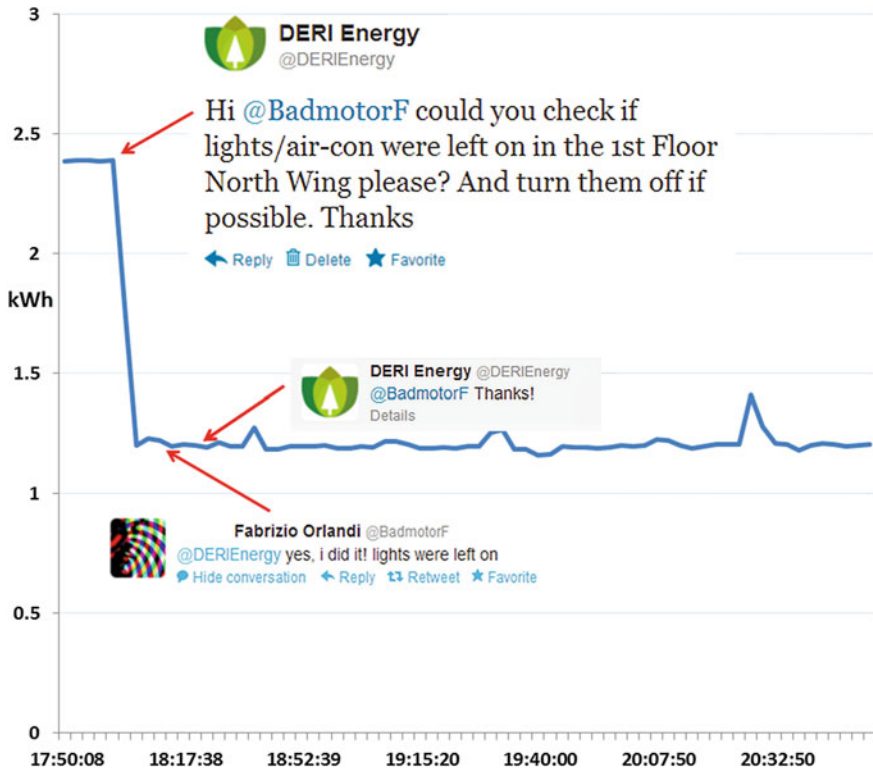 3
DERI Energy
@DERIEnergy
Hi @BadmotorF could you check if
lights/air-con were left on in the 1st Floor
North Wing please? And turn them off if
possible. Thanks
Reply Delete Favorite
2.5
2
kWh
1.5
DERI Energy @DERIEnergy
@BadmotorF Thanks!
Details
1
Fabrizio Orlandi @BadmotorF
@DERIEnergy yes, i did it! lights were left on
Hide conversation Reply Retweet Favorite
0.5
0
17:50:08 18:17:38 18:52:39 19:15:20 19:40:00 20:07:50 20:32:50